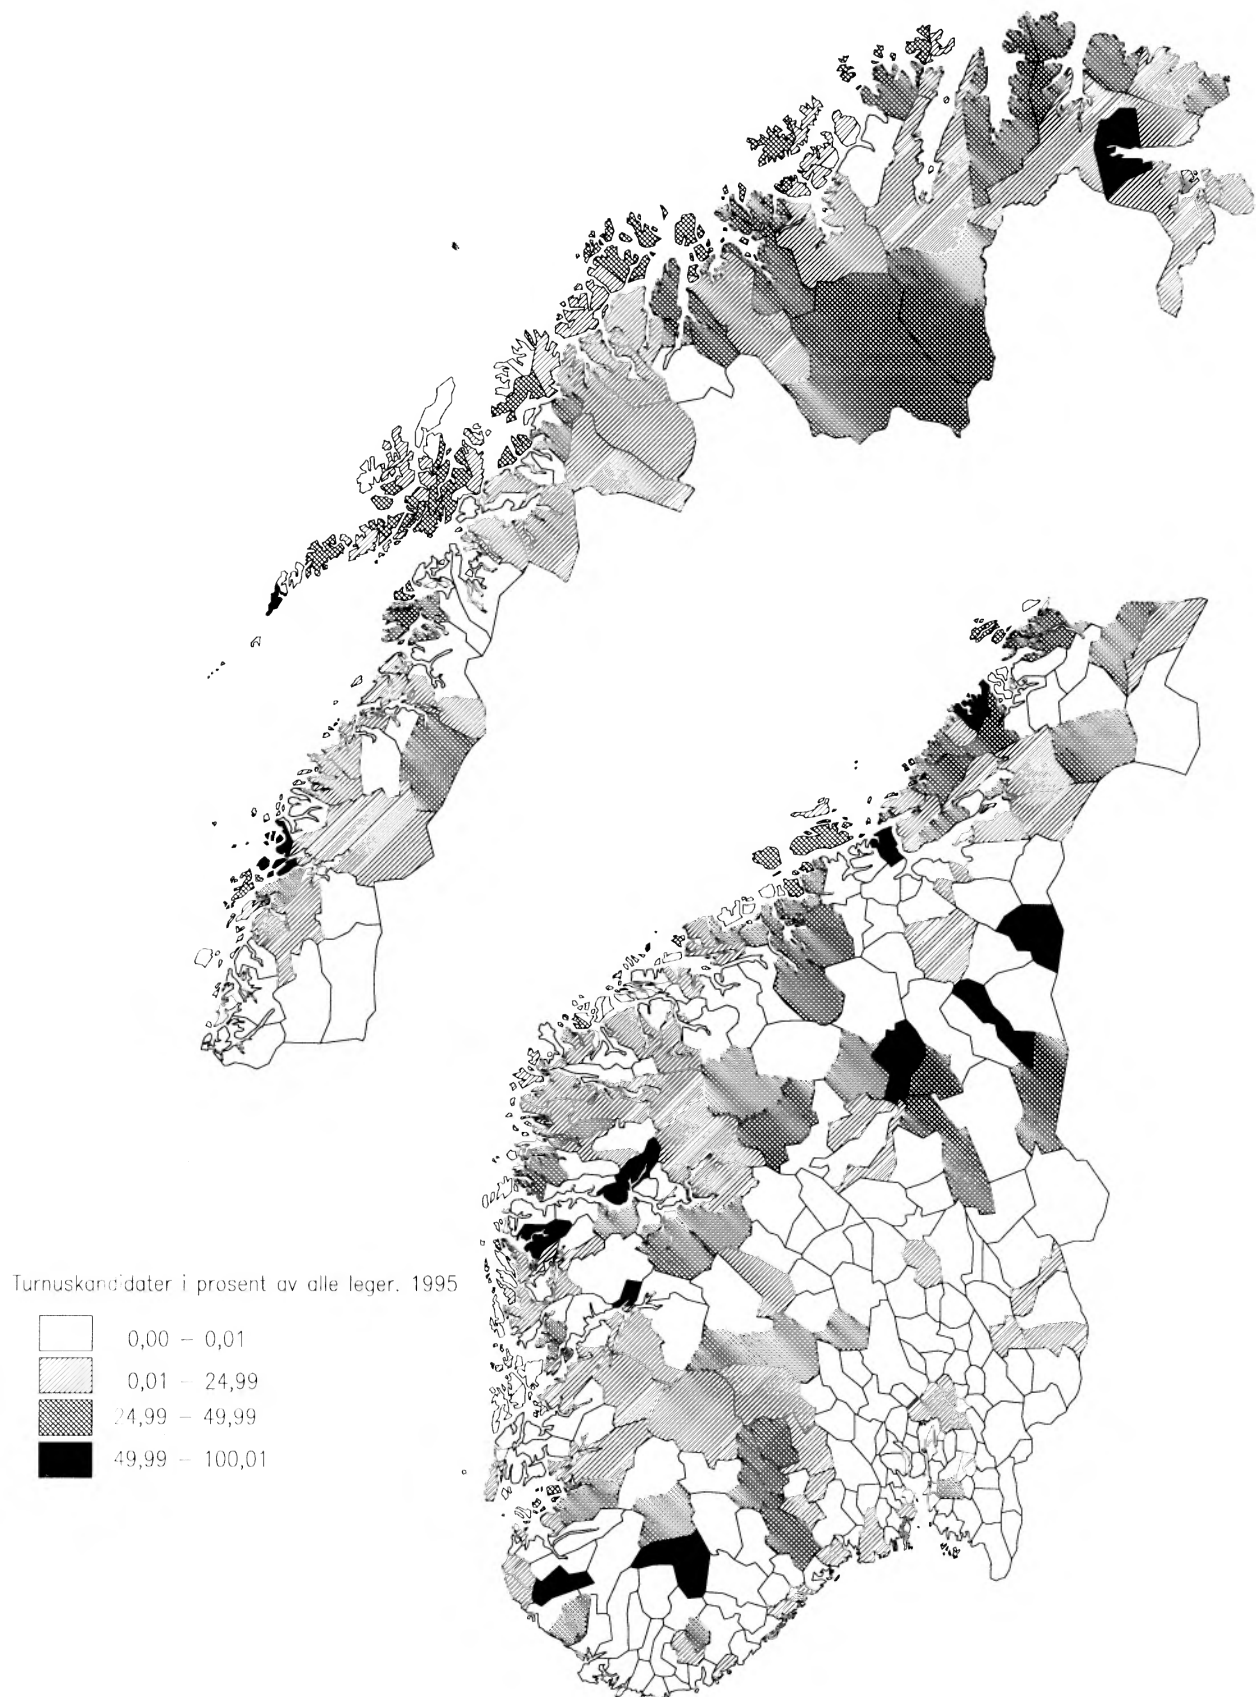 Turnuskandidater i prosent av alle leger. 1995
0,00 – 0,01
0,01 – 24,99
24,99 – 49,99
49,99 – 100,01